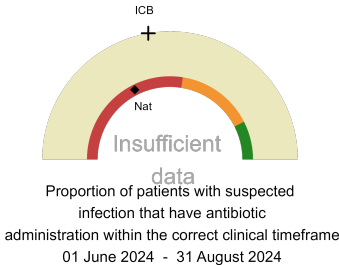 ICB
Nat
Insufficient
data
Proportion of patients with suspected
infection that have antibiotic
administration within the correct clinical timeframe
01 June 2024 - 31 August 2024